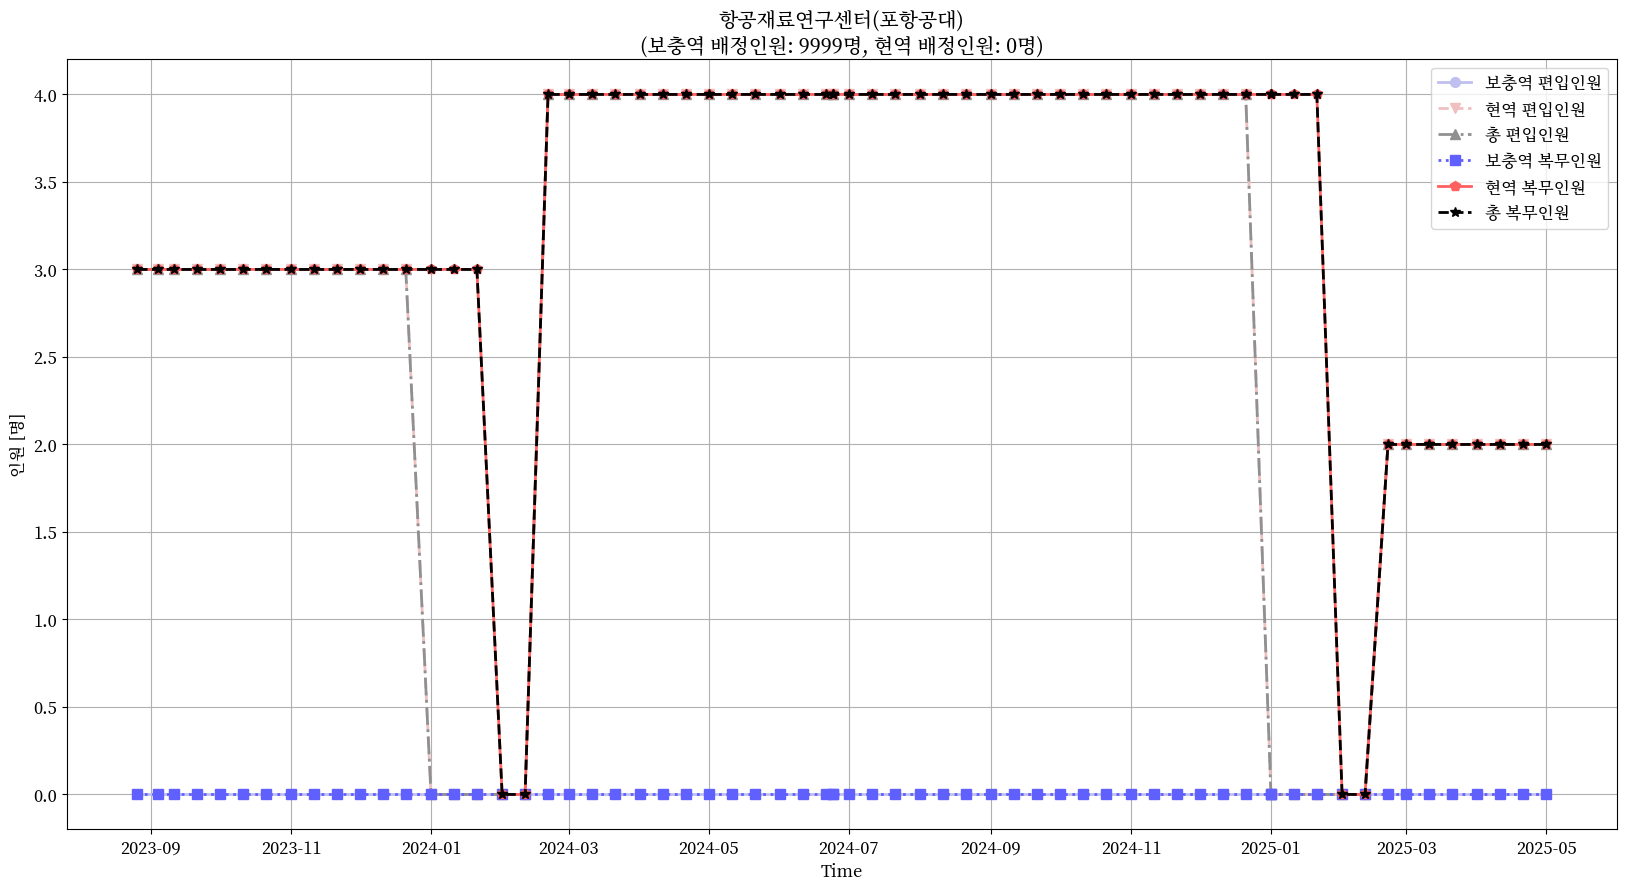 항공재료연구센터(포항공대)
(보충역 배정인원: 9999명, 현역 배정인원: 0명)
4.0
3.5
3.0
2.5
2.0
1.5
1.0
0.5
0.0
인원 [명]
보충역 편입인원
현역 편입인원
총 편입인원
보충역 복무인원
현역 복무인원
총 복무인원
2023-09
2023-11
2024-01
2024-03
2024-05
2024-07
2024-09
2024-11
2025-01
2025-03
2025-05
Time